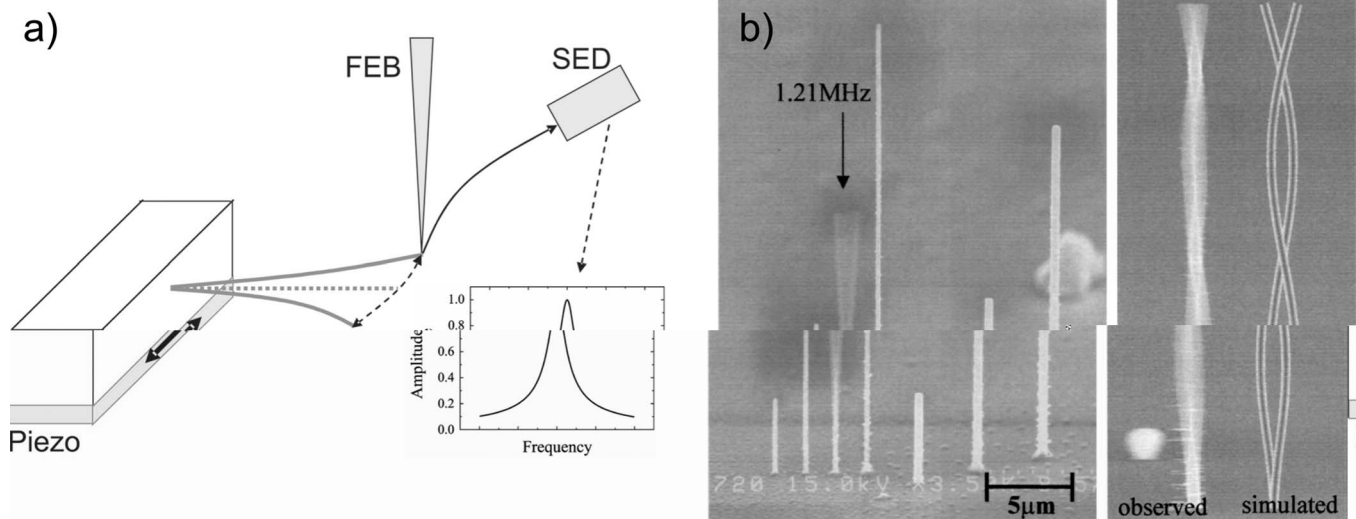 a)
FEB
SED
1.0
0.8
0.6
0.4
0.2
0.0
Amplitude
Frequency
Piezo
b)
1.21MHz
720 15.0kV
5µm
observed
simulated